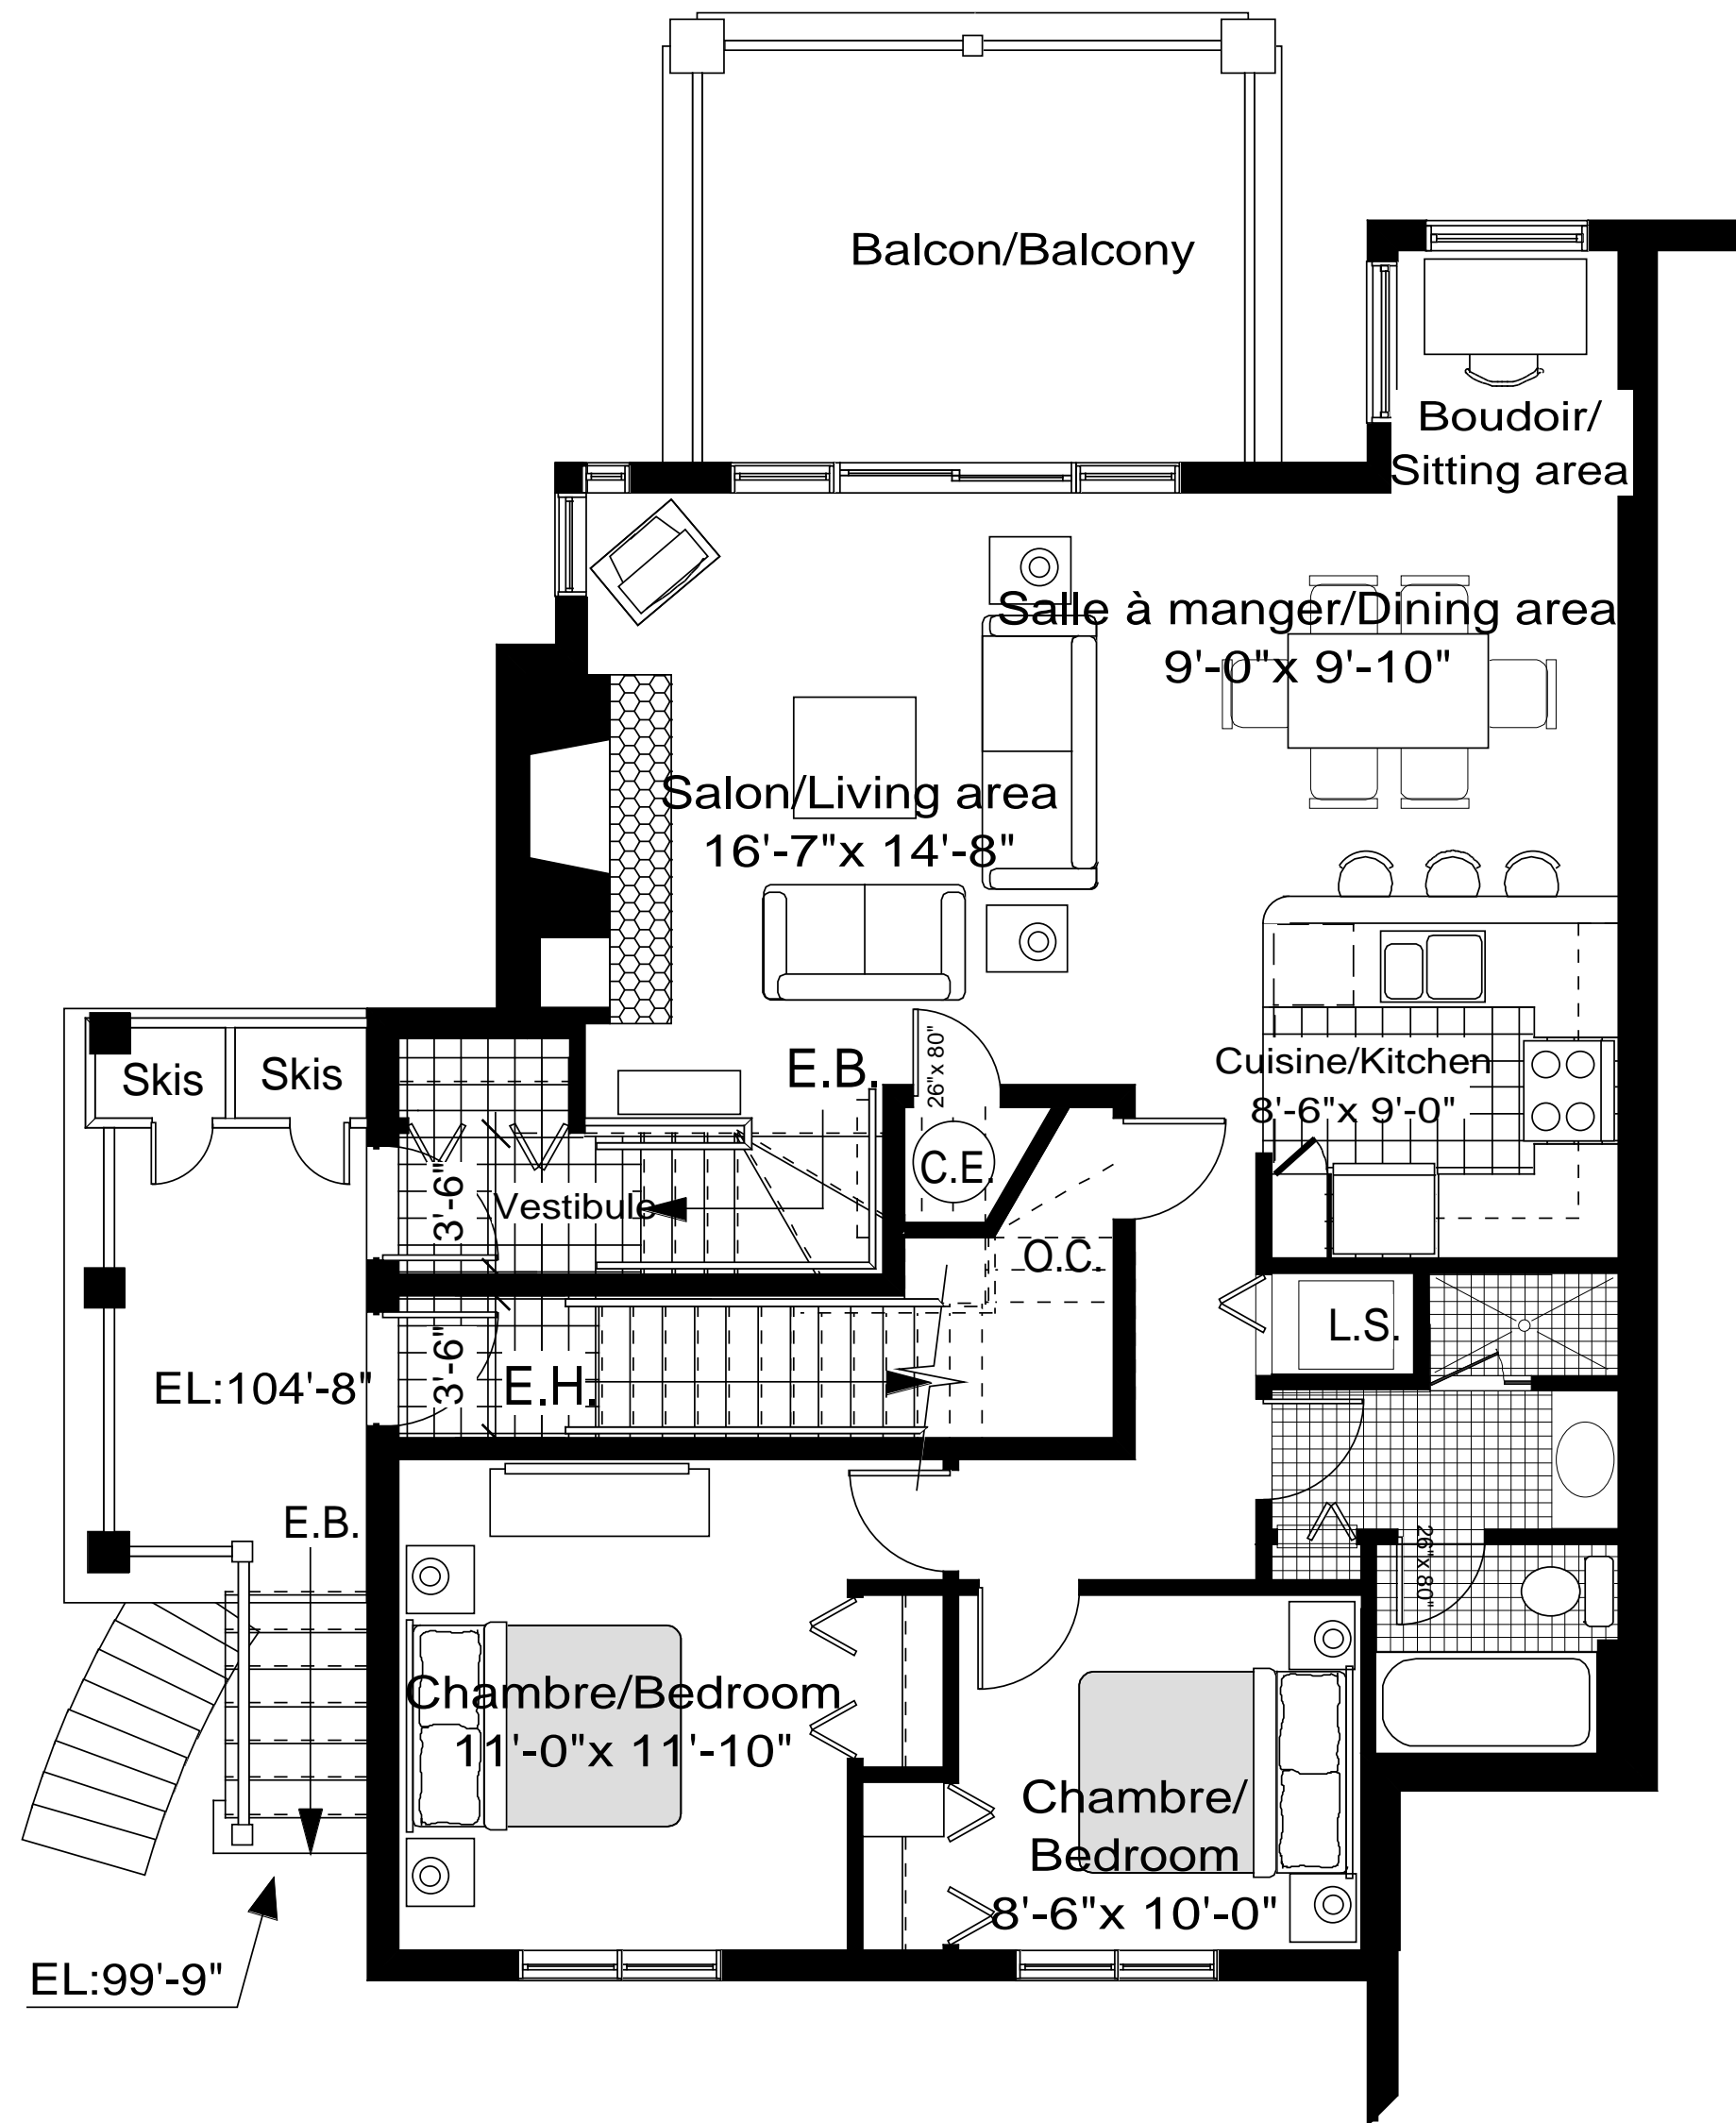 Balcon/Balcony
Boudoir/
Sitting area
Salle à manger/Dining area
9'-0"x 9'-10"
Salon/Living area
16'-7"x 14'-8"
Skis
Skis
E.B.
26"x 80"
Cuisine/Kitchen
8'-6"x 9'-0"
C.E.
3'-6"
Vestibule
O.C.
L.S.
EL:104'-8"
3'-6"
E.H.
E.B.
26"x 80"
Chambre/Bedroom
11'-0"x 11'-10"
Chambre/
Bedroom
8'-6"x 10'-0"
EL:99'-9"